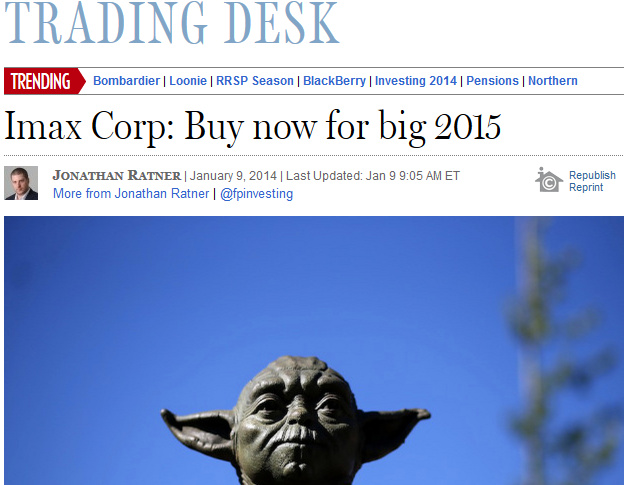 TRADING DESK
TRENDING Bombardier | Loonie | RRSP Season | BlackBerry | Investing 2014 | Pensions | Northern
Imax Corp: Buy now for big 2015
JONATHAN RATNER | January 9, 2014 | Last Updated: Jan 9 9:05 AM ET
More from Jonathan Ratner | @fpinvesting
Republish
Reprint